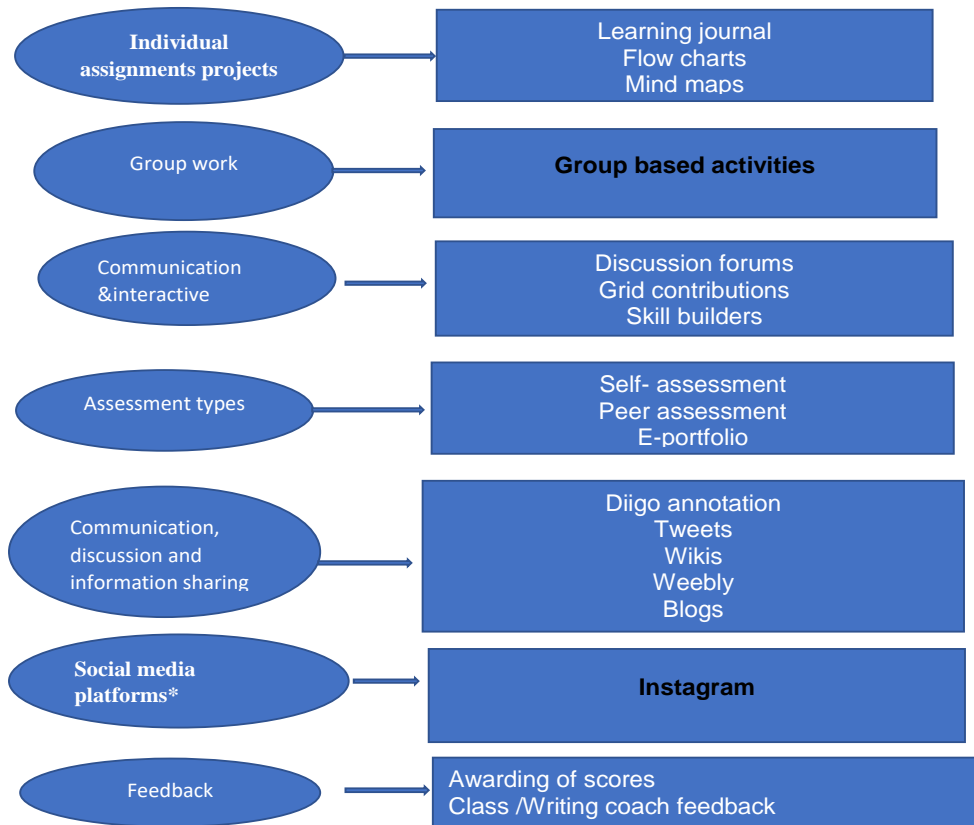 Individual
assignments projects
Learning journal
Flow charts
Mind maps
Group work
Group based activities
Communication
&interactive
Discussion forums
Grid contributions
Skill builders
Assessment types
Self- assessment
Peer assessment
E-portfolio
Communication,
discussion and
information sharing
Diigo annotation
Tweets
Wikis
Weebly
Blogs
Social media
platforms*
Instagram
Feedback
Awarding of scores
Class /Writing coach feedback